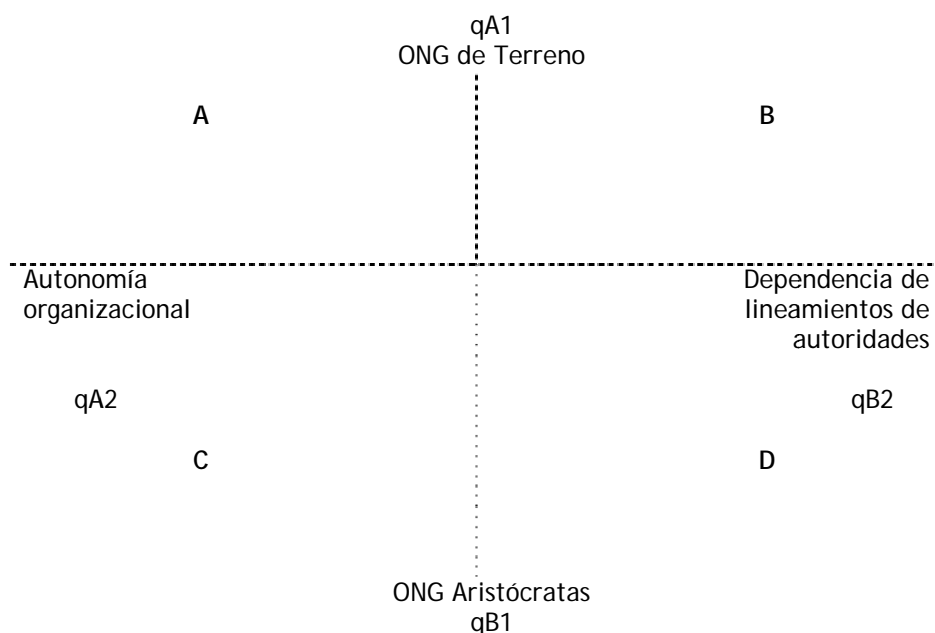 qA1
ONG de Terreno
A
B
Autonomía
organizacional
Dependencia de
lineamientos de
autoridades
qA2
qB2
C
D
ONG Aristócratas
qB1